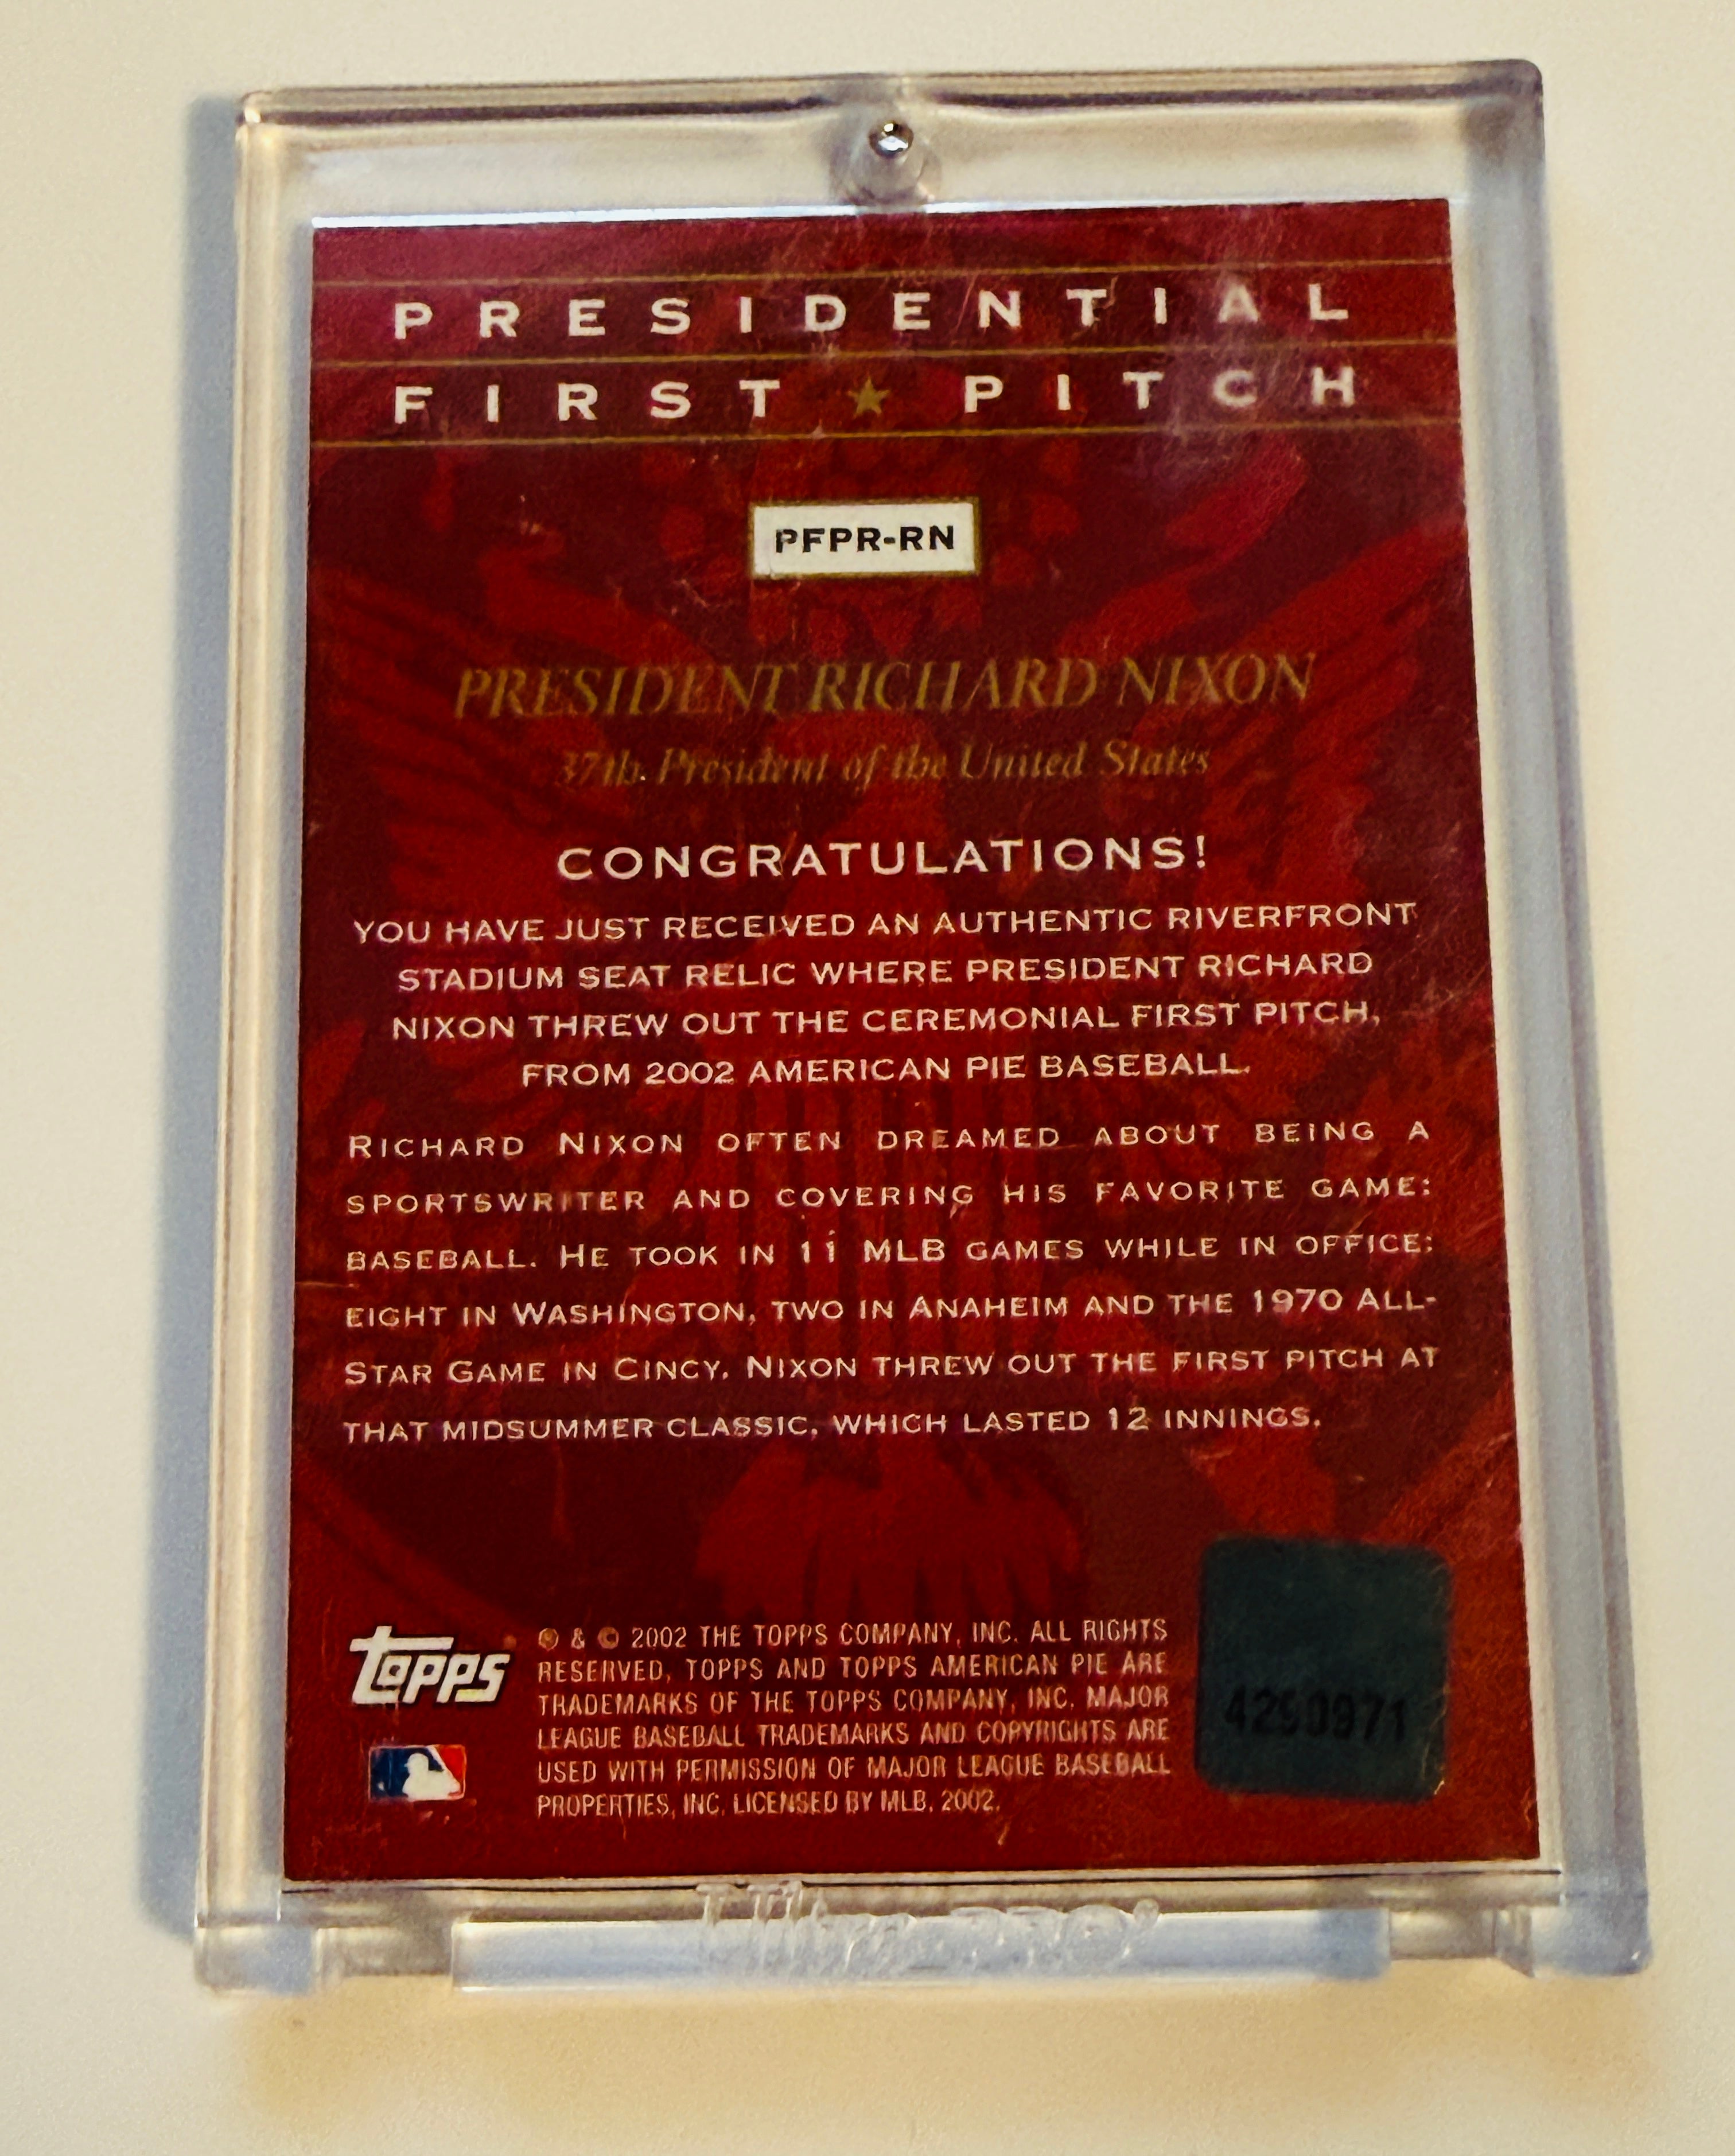 PRESIDENTIAL
FIRST ★ PITCH
PFPR-RN
PRESIDENT RICHARD NIXON
37th President of the United States
CONGRATULATIONS!
YOU HAVE JUST RECEIVED AN AUTHENTIC RIVERFRONT
STADIUM SEAT RELIC WHERE PRESIDENT RICHARD
NIXON THREW OUT THE CEREMONIAL FIRST PITCH,
FROM 2002 AMERICAN PIE BASEBALL.
RICHARD NIXON OFTEN DREAMED ABOUT BEING A
SPORTSWRITER AND COVERING HIS FAVORITE GAME:
BASEBALL. HE TOOK IN 11 MLB GAMES WHILE IN OFFICE:
EIGHT IN WASHINGTON, TWO IN ANAHEIM AND THE 1970 ALL-
STAR GAME IN CINCY. NIXON THREW OUT THE FIRST PITCH AT
THAT MIDSUMMER CLASSIC, WHICH LASTED 12 INNINGS.
Topps
® & © 2002 THE TOPPS COMPANY, INC. ALL RIGHTS
RESERVED, TOPPS AND TOPPS AMERICAN PIE ARE
TRADEMARKS OF THE TOPPS COMPANY, INC. MAJOR
LEAGUE BASEBALL TRADEMARKS AND COPYRIGHTS ARE
USED WITH PERMISSION OF MAJOR LEAGUE BASEBALL
PROPERTIES, INC. LICENSED BY MLB, 2002.
Ultra PRO